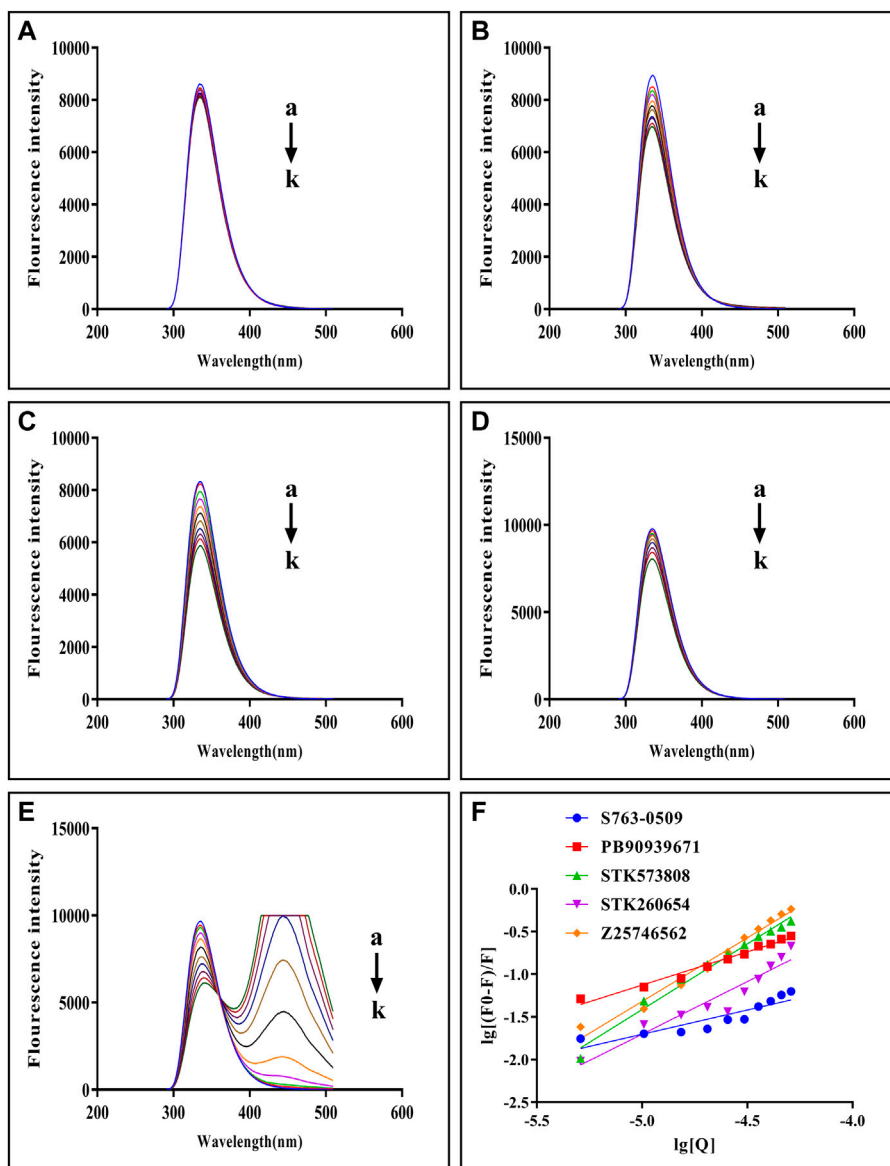 A
10000
8000
6000
4000
2000
0
200 300 400 500 600
Flourescence intensity
Wavelength(nm)
a
k
B
10000
8000
6000
4000
2000
0
200 300 400 500 600
Flourescence intensity
Wavelength(nm)
a
k
C
10000
8000
6000
4000
2000
0
200 300 400 500 600
Flourescence intensity
Wavelength(nm)
a
k
D
15000
10000
5000
0
200 300 400 500 600
Flourescence intensity
Wavelength(nm)
a
k
E
15000
10000
5000
0
200 300 400 500 600
Flourescence intensity
Wavelength(nm)
a
k
F
S763-0509
PB90939671
STK573808
STK260654
Z25746562
0.0
-0.5
-1.0
-1.5
-2.0
-2.5
-5.5 -5.0 -4.5 -4.0
lg[(F0-F)/F]
lg[Q]